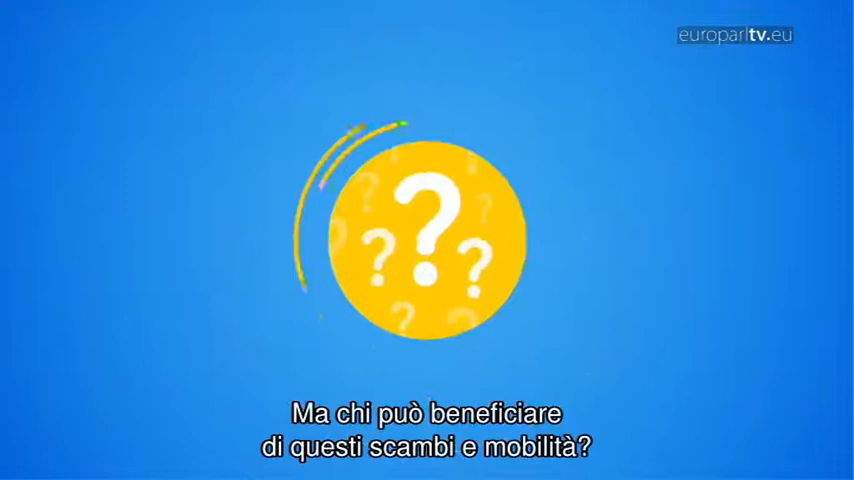 europarltv.eu
? ? ?
Ma chi può beneficiare
di questi scambi e mobilità?